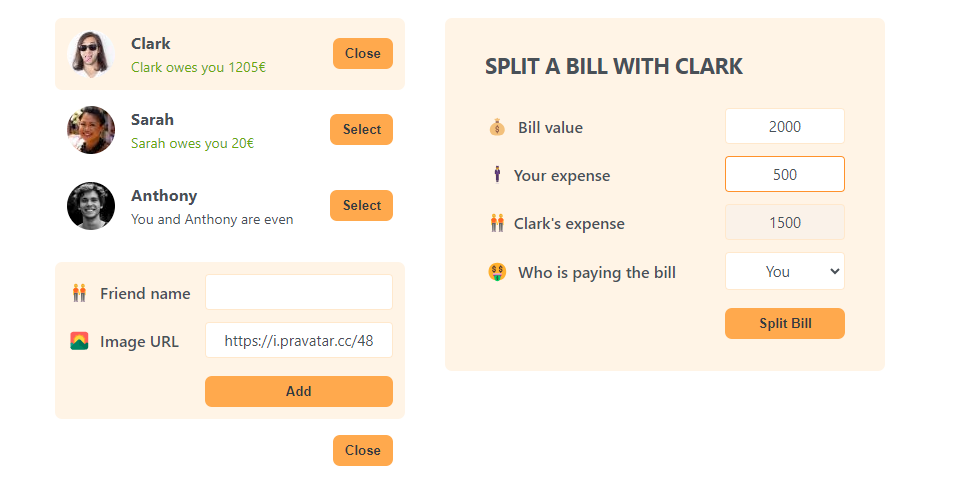 Clark
Clark owes you 1205€
Close
Sarah
Sarah owes you 20€
Select
Anthony
You and Anthony are even
Select
Friend name
Image URL https://i.pravatar.cc/48
Add
Close
SPLIT A BILL WITH CLARK
Bill value 2000
Your expense 500
Clark's expense 1500
Who is paying the bill You
Split Bill